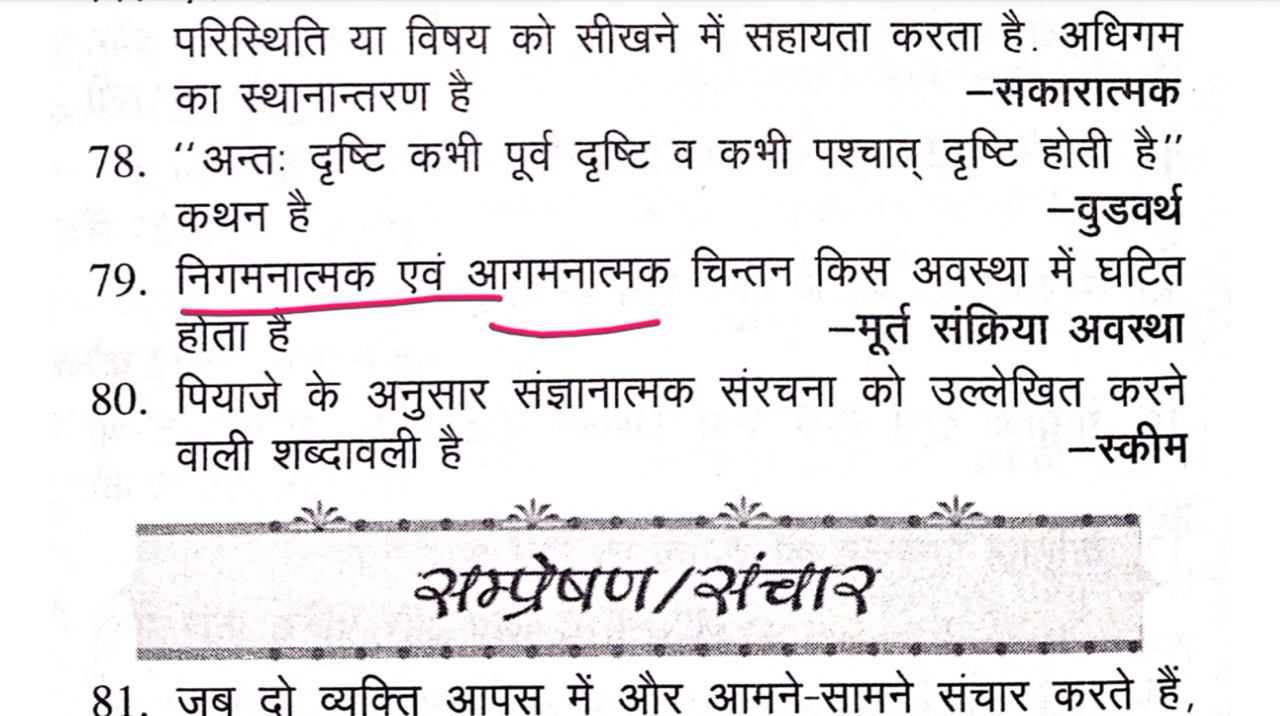 परिस्थिति या विषय को सीखने में सहायता करता है. अधिगम
का स्थानान्तरण है –सकारात्मक
78. ‘‘अन्तः दृष्टि कभी पूर्व दृष्टि व कभी पश्चात् दृष्टि होती है’’
कथन है –वुडवर्थ
79. निगमनात्मक एवं आगमनात्मक चिन्तन किस अवस्था में घटित
होता है –मूर्त संक्रिया अवस्था
80. पियाजे के अनुसार संज्ञानात्मक संरचना को उल्लेखित करने
वाली शब्दावली है –स्कीम
सम्प्रेषण/संचार
81. जब दो व्यक्ति आपस में और आमने-सामने संचार करते हैं,